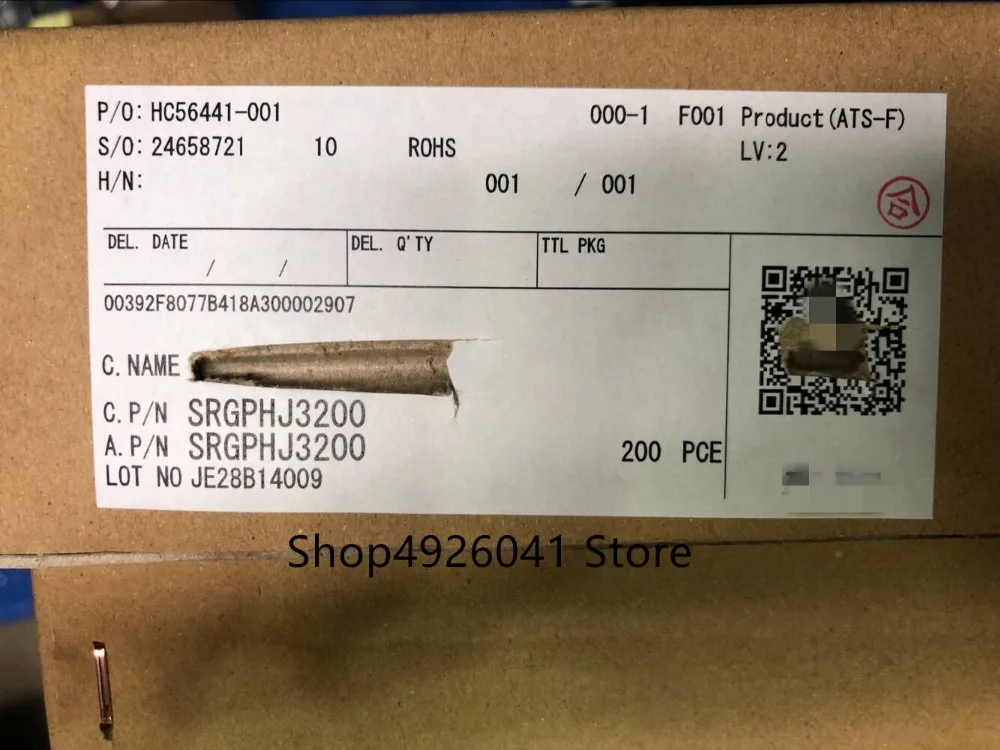 P/O: HC56441-001 000-1 F001 Product(ATS-F)
S/O: 24658721 10 ROHS LV:2
H/N: 001 / 001
合
DEL. DATE DEL. Q'TY TTL PKG
/ /
00392F8077B418A300002907
C. NAME
C. P/N SRGPHJ3200
A. P/N SRGPHJ3200 200 PCE
LOT NO JE28B14009
Shop4926041 Store